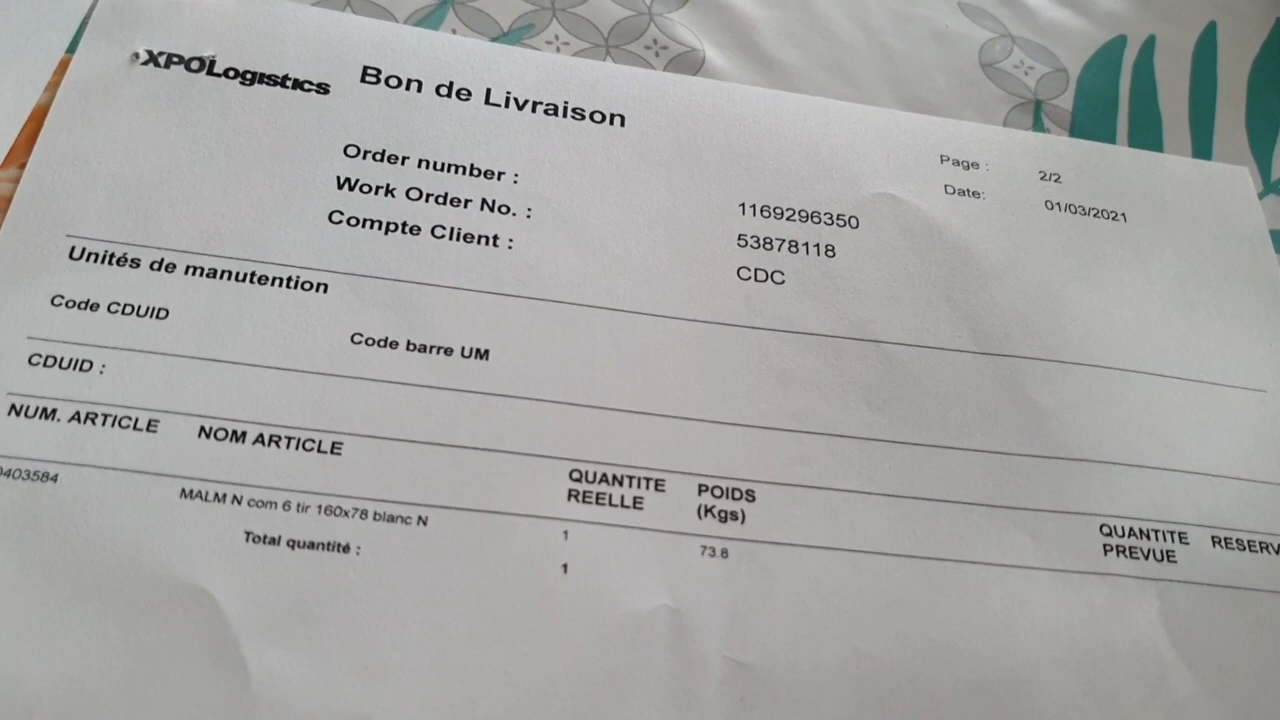 XPOLogistics Bon de Livraison
Page : 2/2
Date: 01/03/2021
Order number : 1169296350
Work Order No. : 53878118
Compte Client : CDC
Unités de manutention
Code CDUID Code barre UM
CDUID :
NUM. ARTICLE NOM ARTICLE QUANTITE REELLE POIDS (Kgs) QUANTITE PREVUE RESERV
0403584 MALM N com 6 tir 160x78 blanc N 1 73.8
Total quantité : 1